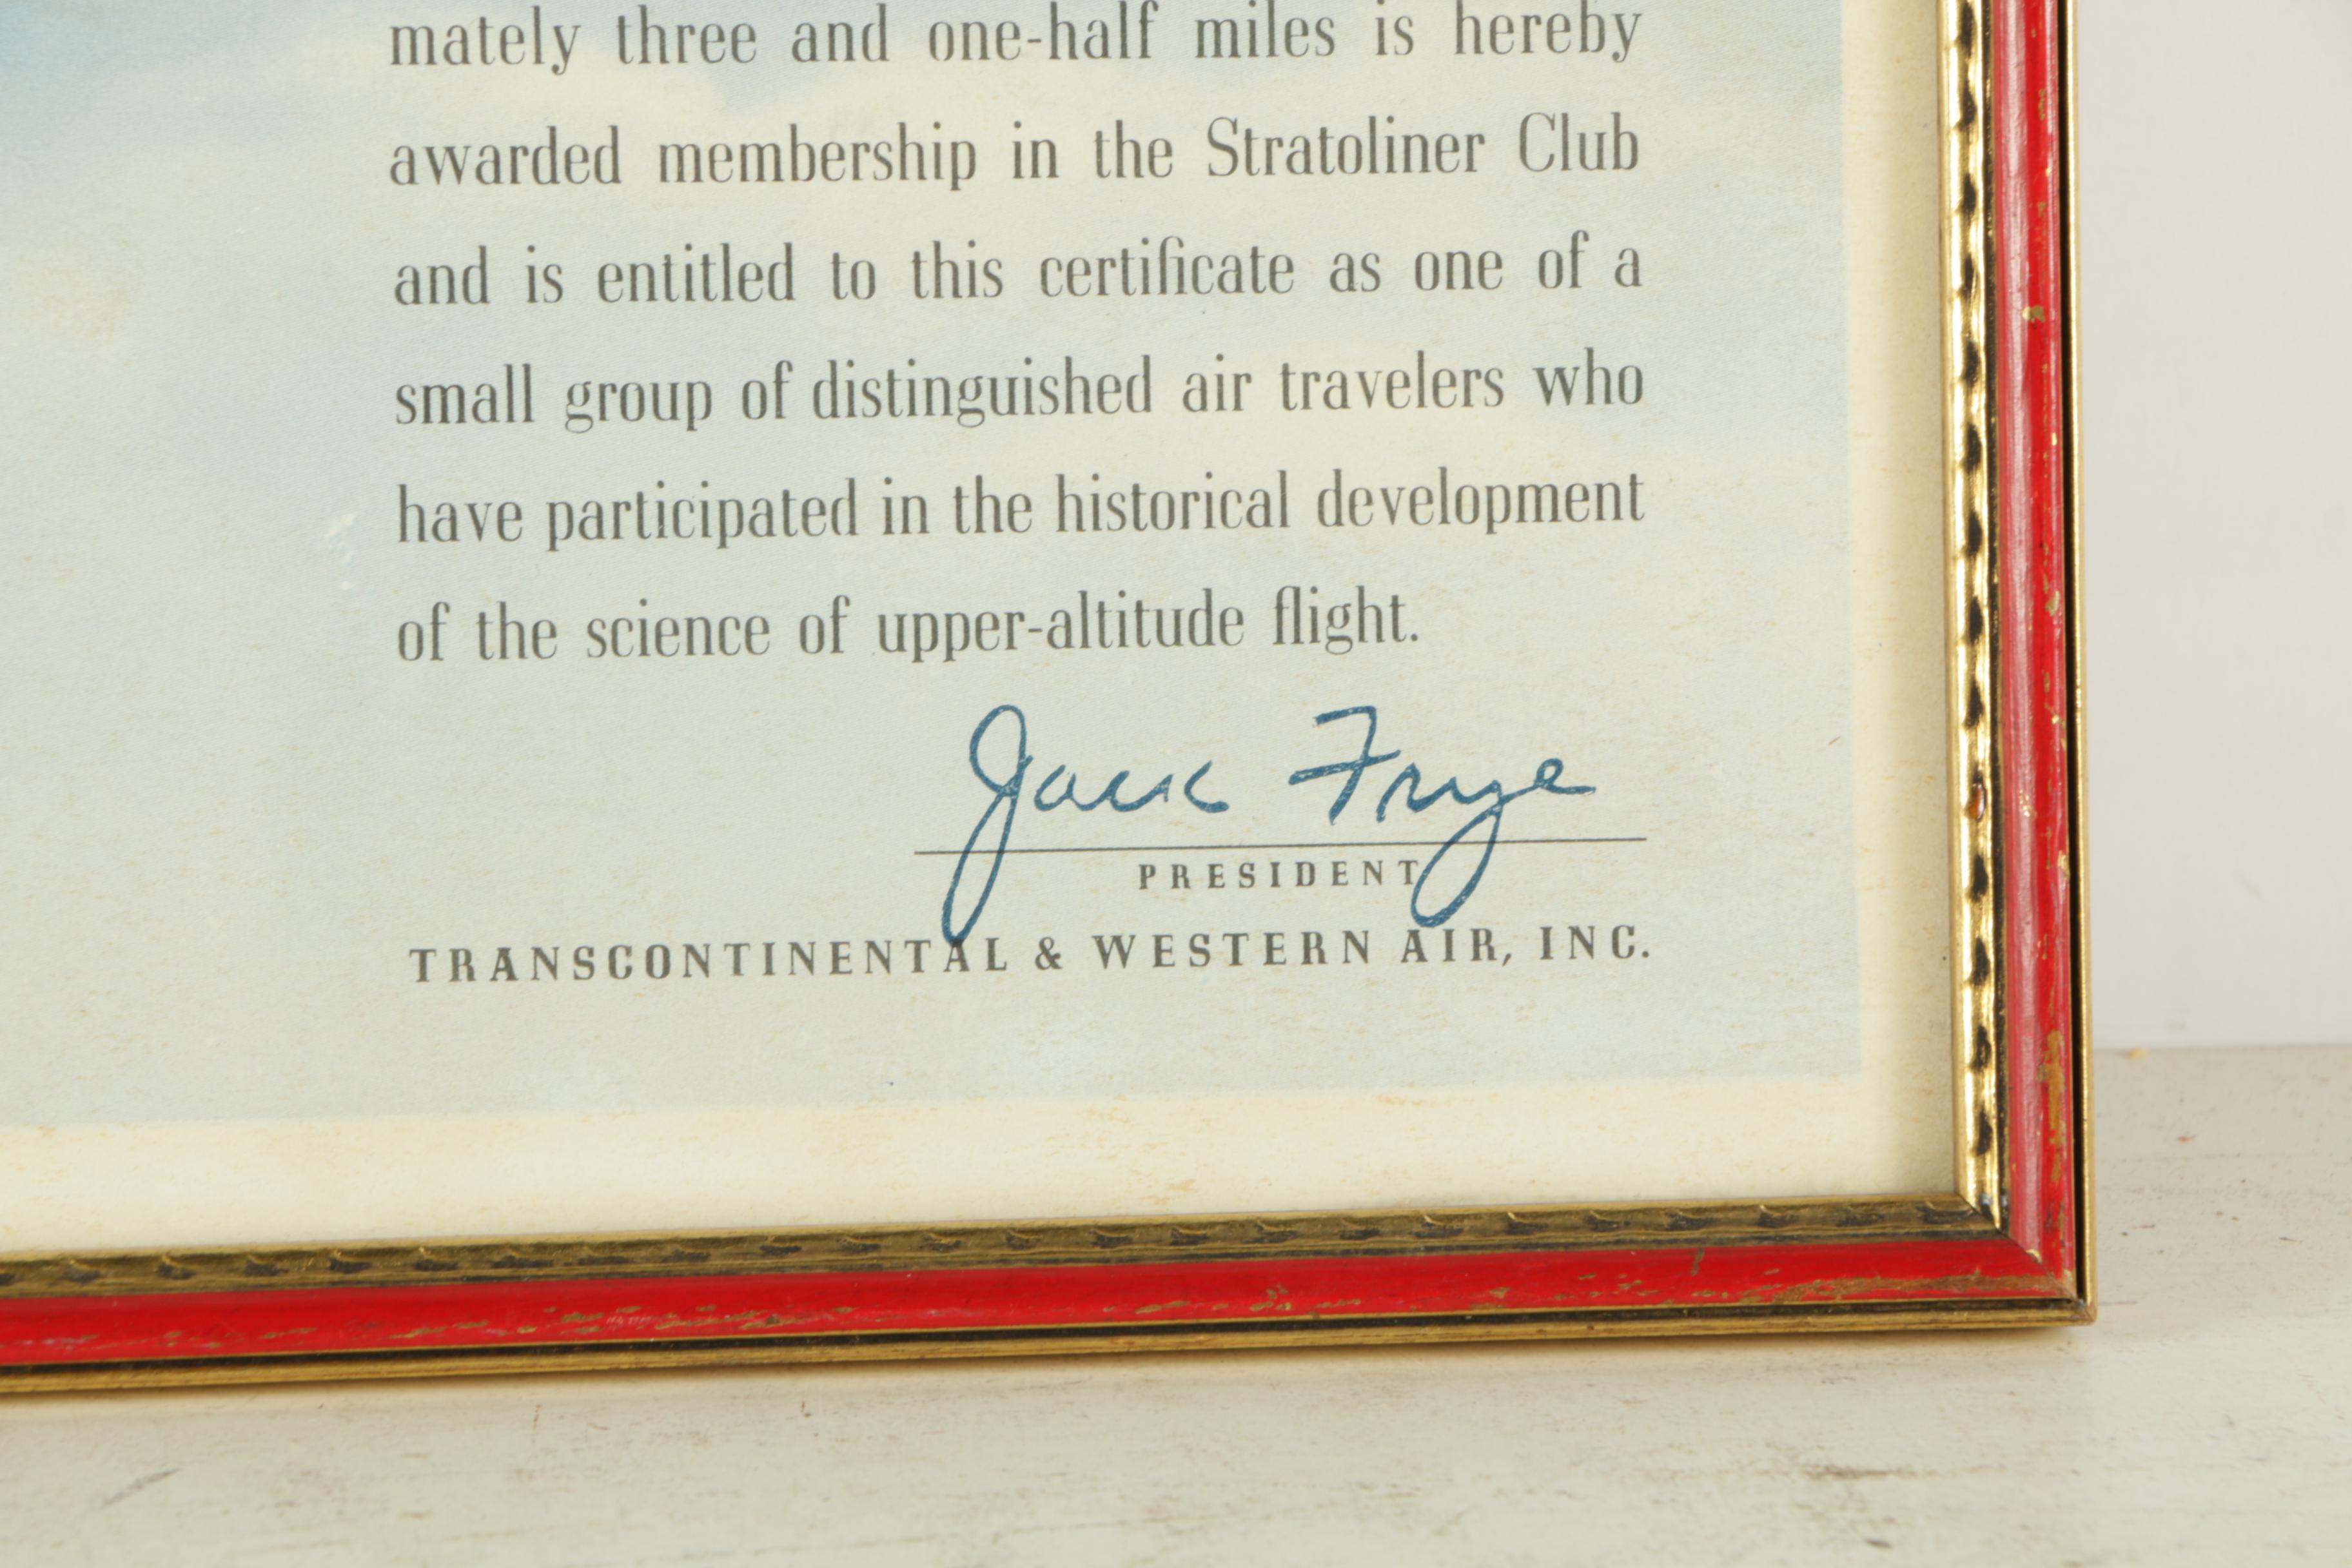 mately three and one-half miles is hereby
awarded membership in the Stratoliner Club
and is entitled to this certificate as one of a
small group of distinguished air travelers who
have participated in the historical development
of the science of upper-altitude flight.
Jack Frye
PRESIDENT
TRANSCONTINENTAL & WESTERN AIR, INC.